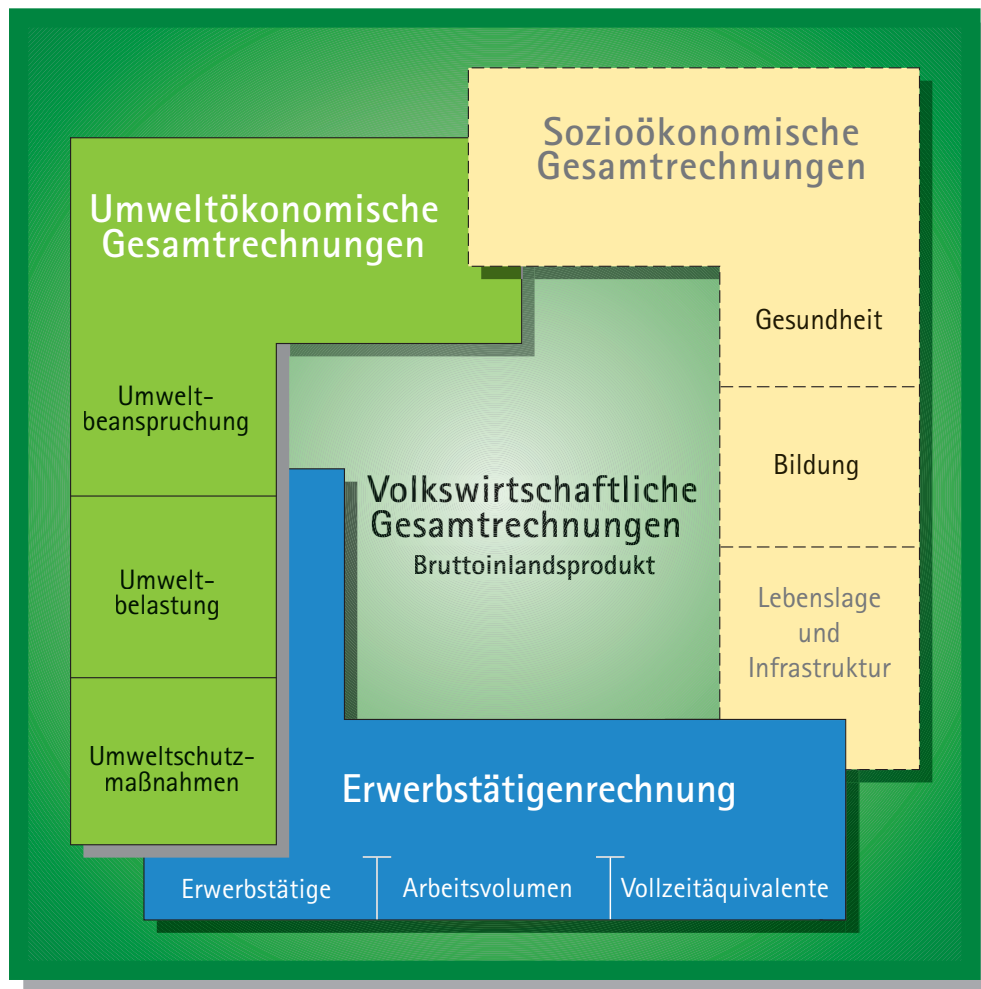 Sozioökonomische
Gesamtrechnungen
Umweltökonomische
Gesamtrechnungen
Gesundheit
Umwelt-
beanspruchung
Bildung
Volkswirtschaftliche
Gesamtrechnungen
Bruttoinlandsprodukt
Umwelt-
belastung
Lebenslage
und
Infrastruktur
Umweltschutz-
maßnahmen
Erwerbstätigenrechnung
Erwerbstätige
Arbeitsvolumen
Vollzeitäquivalente